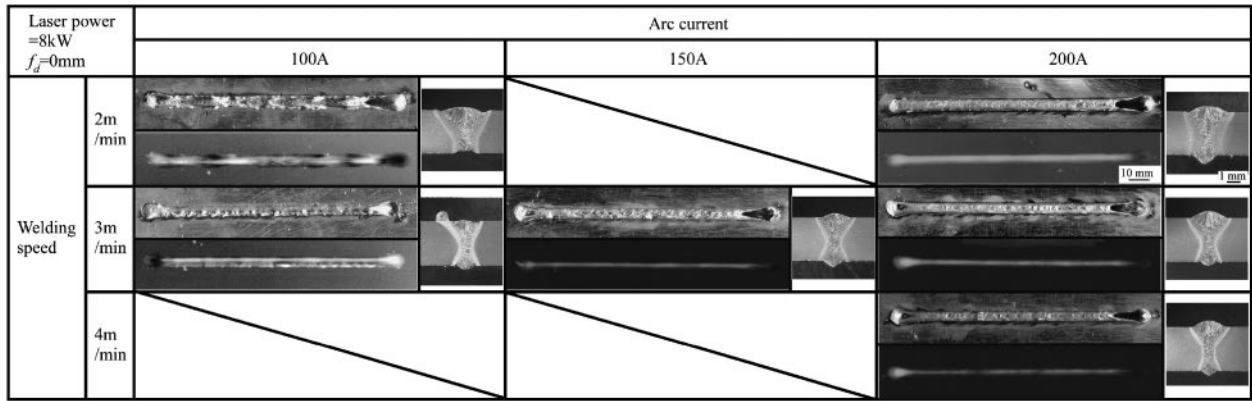 Laser power
=8kW
f_d=0mm
Arc current
100A
150A
200A
Welding
speed
2m
/min
10 mm
1 mm
3m
/min
4m
/min